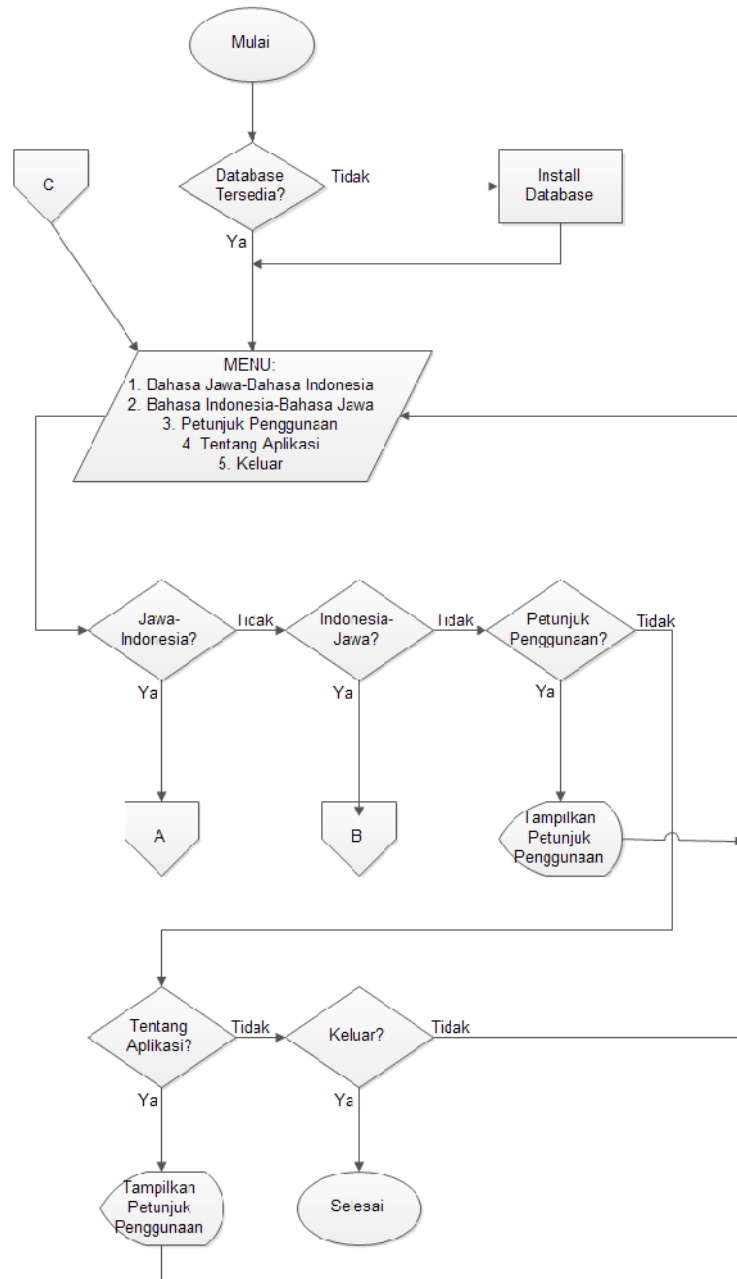 Mulai
C
Database
Tersedia?
Tidak
Install
Database
Ya
MENU:
1. Bahasa Jawa-Bahasa Indonesia
2. Bahasa Indonesia-Bahasa Jawa
3. Petunjuk Penggunaan
4. Tentang Aplikasi
5. Keluar
Jawa-
Indonesia?
Tidak
Indonesia-
Jawa?
Tidak
Petunjuk
Penggunaan?
Tidak
Ya
Ya
Ya
A
B
Tampilkan
Petunjuk
Penggunaan
Tentang
Aplikasi?
Tidak
Keluar?
Tidak
Ya
Ya
Tampilkan
Petunjuk
Penggunaan
Selesai